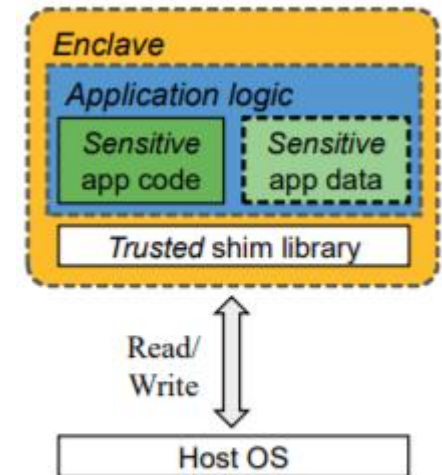 Enclave
Application logic
Sensitive
app code
Sensitive
app data
Trusted shim library
Read/
Write
Host OS